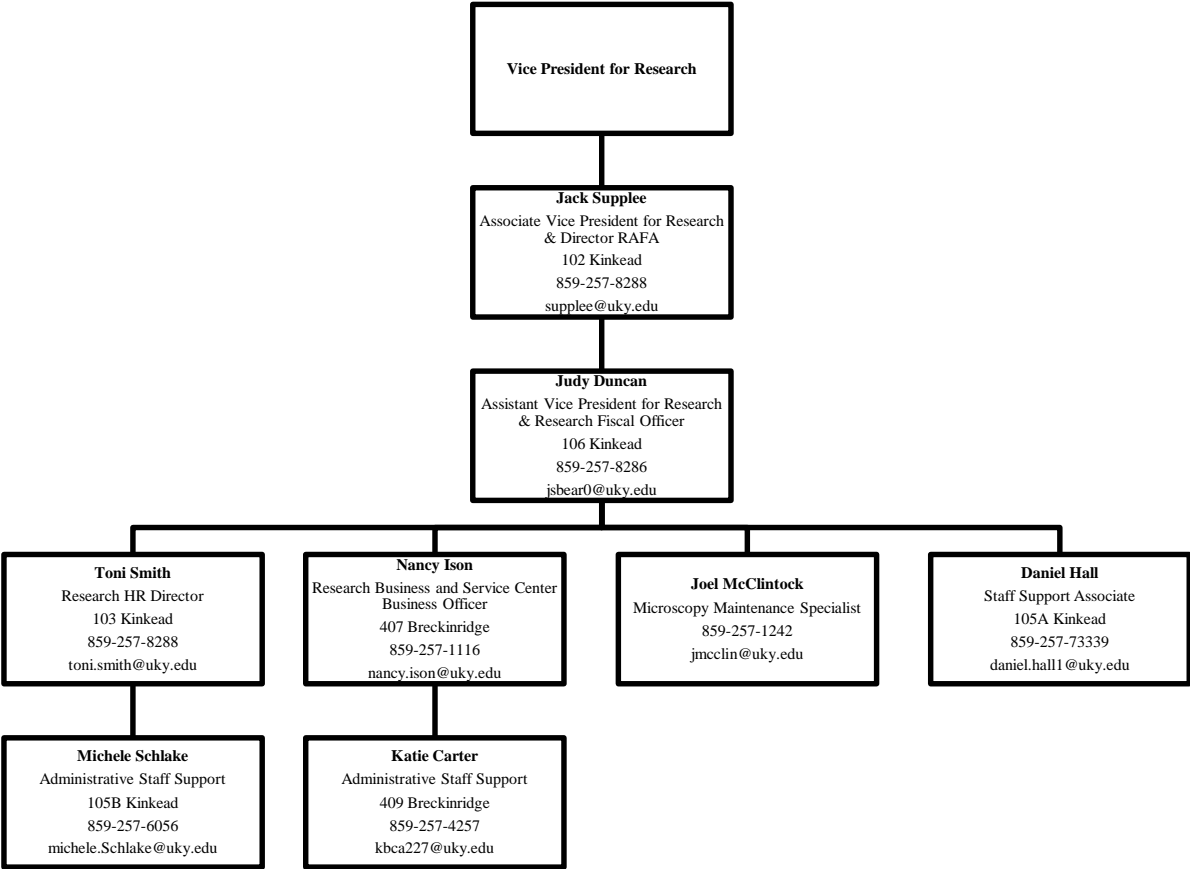 Vice President for Research
Jack Supplee
Associate Vice President for Research
& Director RAFA
102 Kinkead
859-257-8288
supplee@uky.edu
Judy Duncan
Assistant Vice President for Research
& Research Fiscal Officer
106 Kinkead
859-257-8286
jsbear0@uky.edu
Toni Smith
Research HR Director
103 Kinkead
859-257-8288
toni.smith@uky.edu
Nancy Ison
Research Business and Service Center
Business Officer
407 Breckinridge
859-257-1116
nancy.ison@uky.edu
Joel McClintock
Microscopy Maintenance Specialist
859-257-1242
jmcclin@uky.edu
Daniel Hall
Staff Support Associate
105A Kinkead
859-257-73339
daniel.hall1@uky.edu
Michele Schlake
Administrative Staff Support
105B Kinkead
859-257-6056
michele.Schlake@uky.edu
Katie Carter
Administrative Staff Support
409 Breckinridge
859-257-4257
kbca227@uky.edu